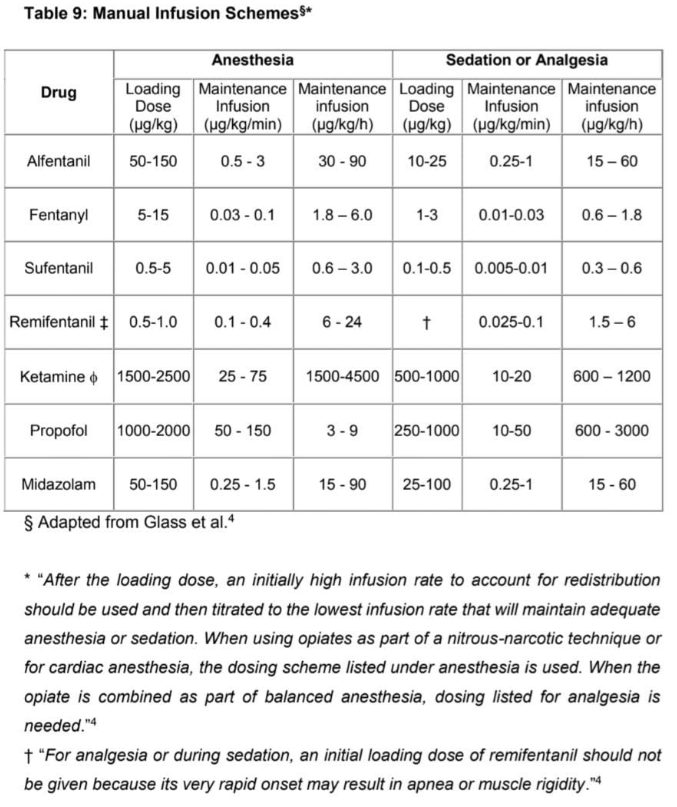 Table 9: Manual Infusion Schemes§*
Anesthesia Sedation or Analgesia
Drug Loading Dose (µg/kg) Maintenance Infusion (µg/kg/min) Maintenance infusion (µg/kg/h) Loading Dose (µg/kg) Maintenance Infusion (µg/kg/min) Maintenance infusion (µg/kg/h)
Alfentanil 50-150 0.5 - 3 30 - 90 10-25 0.25-1 15 – 60
Fentanyl 5-15 0.03 - 0.1 1.8 – 6.0 1-3 0.01-0.03 0.6 – 1.8
Sufentanil 0.5-5 0.01 - 0.05 0.6 – 3.0 0.1-0.5 0.005-0.01 0.3 – 0.6
Remifentanil ‡ 0.5-1.0 0.1 - 0.4 6 - 24 † 0.025-0.1 1.5 – 6
Ketamine ϕ 1500-2500 25 - 75 1500-4500 500-1000 10-20 600 – 1200
Propofol 1000-2000 50 - 150 3 - 9 250-1000 10-50 600 - 3000
Midazolam 50-150 0.25 - 1.5 15 - 90 25-100 0.25-1 15 - 60
§ Adapted from Glass et al.⁴
* “After the loading dose, an initially high infusion rate to account for redistribution
should be used and then titrated to the lowest infusion rate that will maintain adequate
anesthesia or sedation. When using opiates as part of a nitrous-narcotic technique or
for cardiac anesthesia, the dosing scheme listed under anesthesia is used. When the
opiate is combined as part of balanced anesthesia, dosing listed for analgesia is
needed.”⁴
† “For analgesia or during sedation, an initial loading dose of remifentanil should not
be given because its very rapid onset may result in apnea or muscle rigidity.”⁴